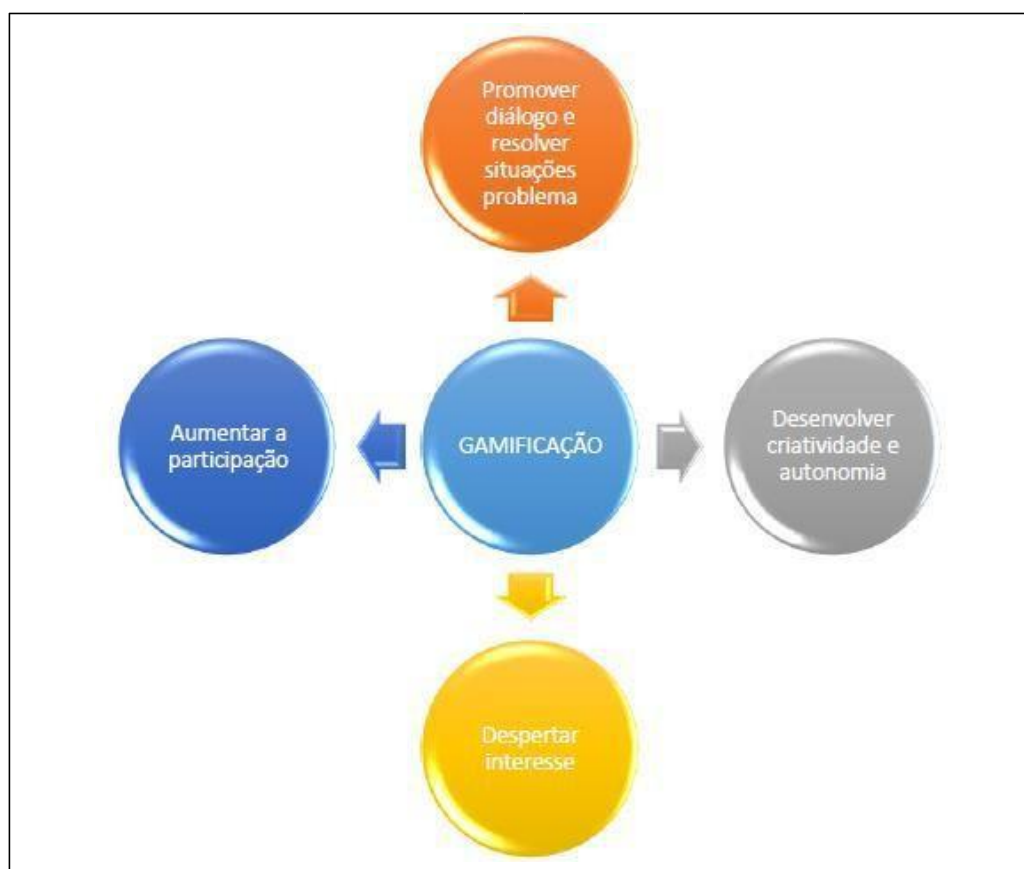 Promover
diálogo e
resolver
situações
problema
Aumentar a
participação
GAMIFICAÇÃO
Desenvolver
criatividade e
autonomia
Despertar
interesse